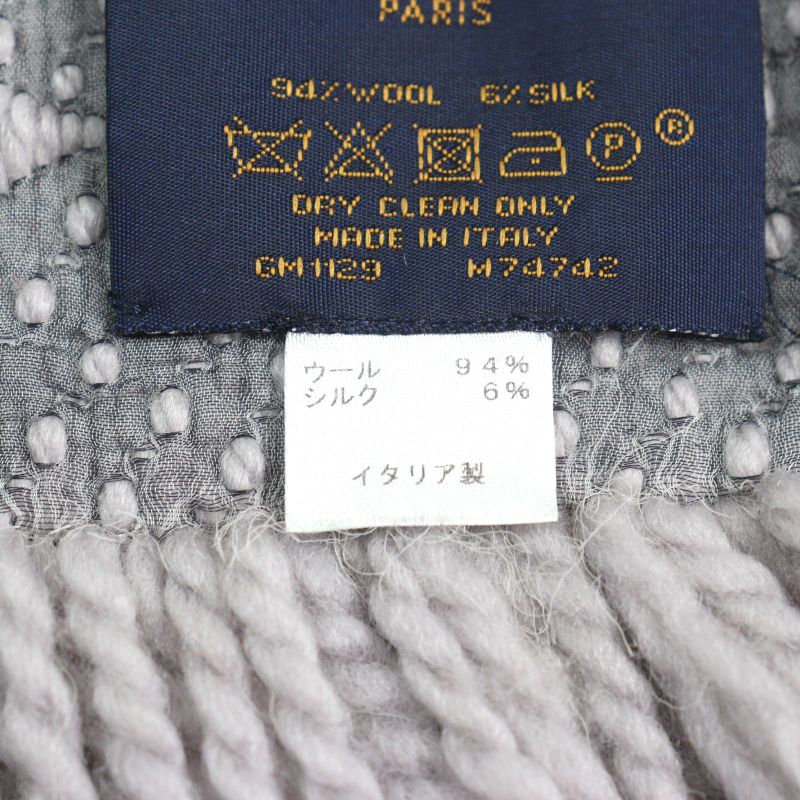 PARIS
94% WOOL 6% SILK
P ®
DRY CLEAN ONLY
MADE IN ITALY
GM1129 M74742
ウール 94%
シルク 6%
イタリア製